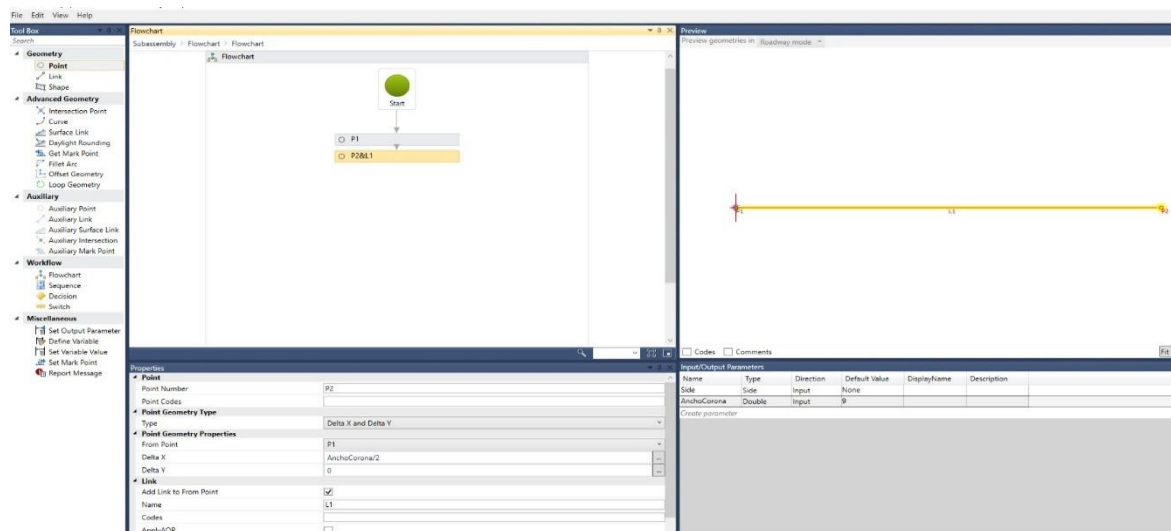 File Edit View Help
Tool Box
Search
Geometry
Point
Link
Shape
Advanced Geometry
Intersection Point
Curve
Surface Link
Daylight Rounding
Get Mark Point
Fillet Arc
Offset Geometry
Loop Geometry
Auxiliary
Auxiliary Point
Auxiliary Link
Auxiliary Surface Link
Auxiliary Intersection
Auxiliary Mark Point
Workflow
Flowchart
Sequence
Decision
Switch
Miscellaneous
Set Output Parameter
Define Variable
Set Variable Value
Set Mark Point
Report Message
Flowchart
Subassembly > Flowchart > Flowchart
Flowchart
Start
P1
P2&L1
Properties
Point
Point Number P2
Point Codes
Point Geometry Type
Type Delta X and Delta Y
Point Geometry Properties
From Point P1
Delta X AnchoCorona/2 ...
Delta Y 0 ...
Link
Add Link to From Point
Name L1
Codes
ApplyAOR
Preview
Preview geometries in Roadway mode
P1 L1 P2
Codes Comments Fit
Input/Output Parameters
Name Type Direction Default Value DisplayName Description
Side Side Input None
AnchoCorona Double Input 9
Create parameter